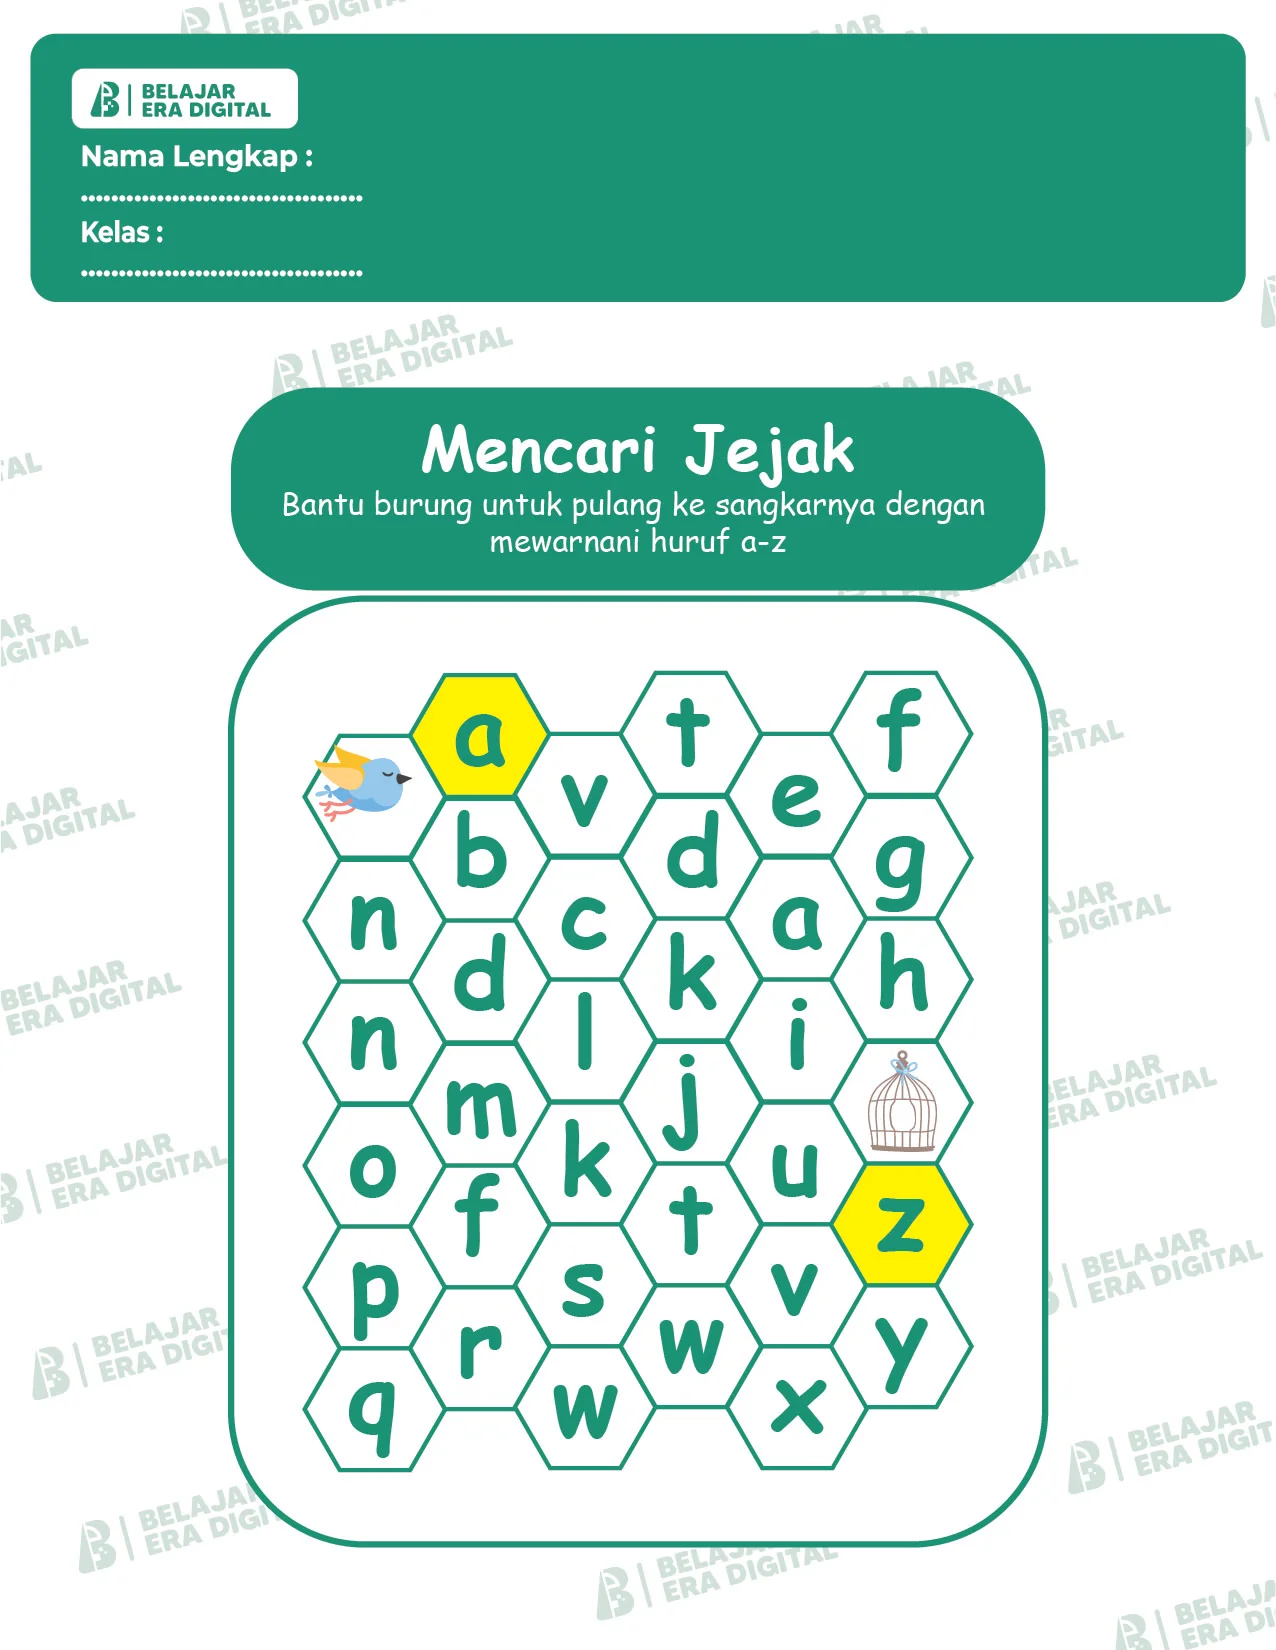 BELAJAR
ERA DIGITAL
Nama Lengkap :
.....................................
Kelas :
.....................................
Mencari Jejak
Bantu burung untuk pulang ke sangkarnya dengan
mewarnani huruf a-z
a t f
v e
b d g
n c a
d k h
n l i
m j
o k u
f t z
p s v
r w y
q w x